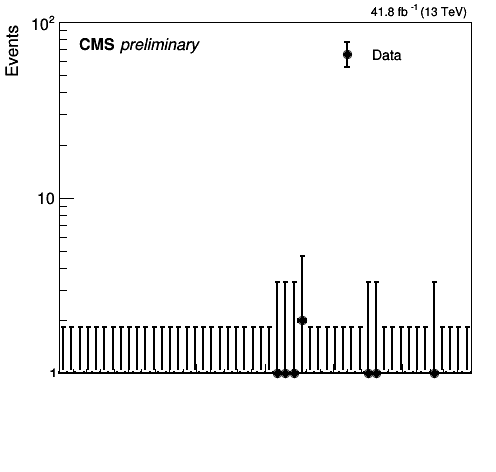 41.8 fb⁻¹ (13 TeV)
10²
CMS preliminary
Data
Events
10
1